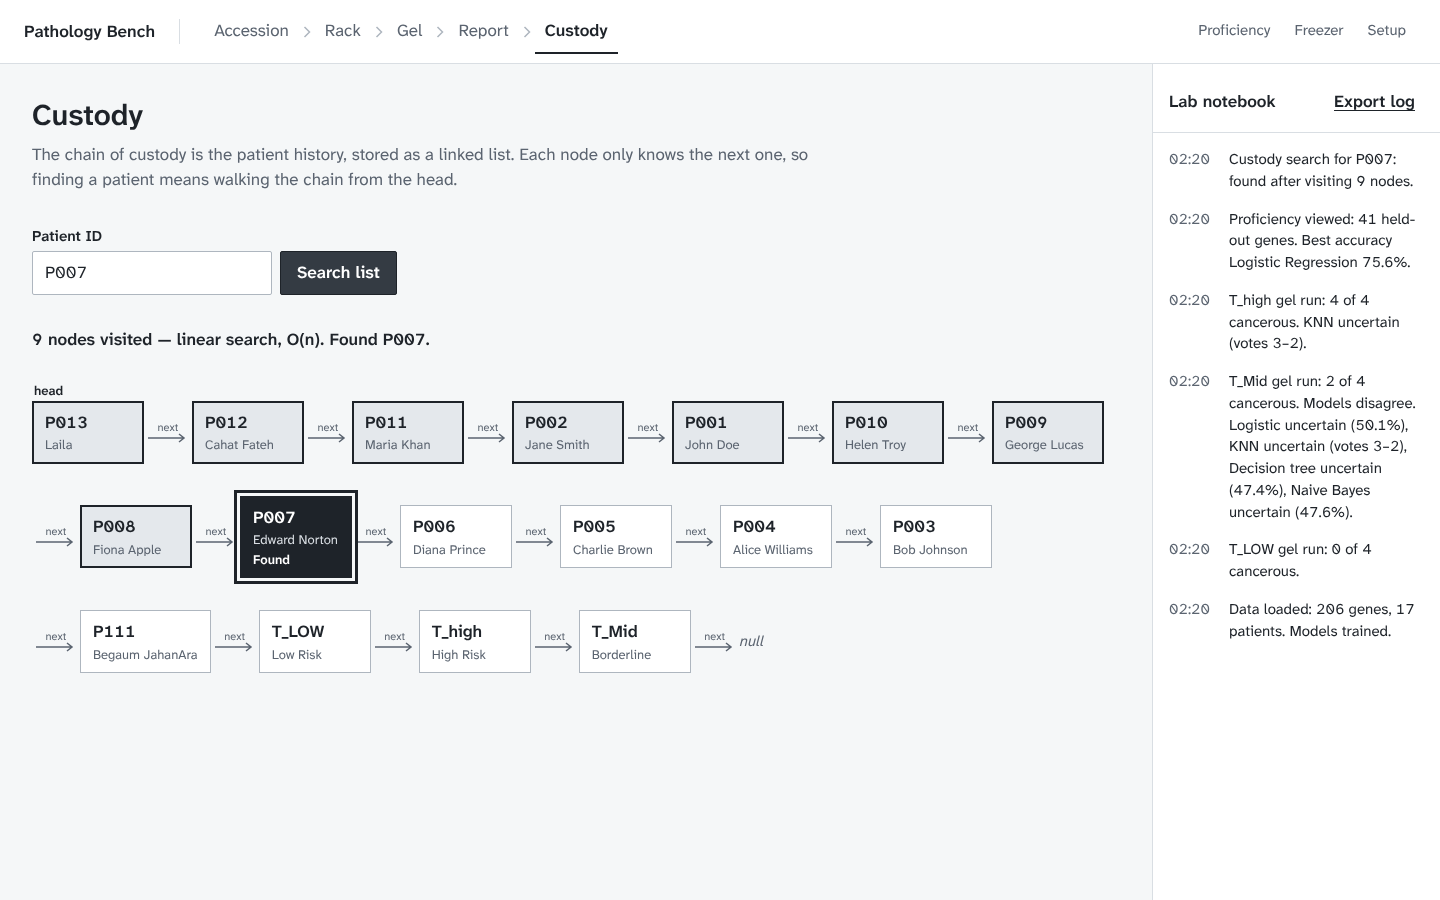 Pathology Bench
Accession
Rack
Gel
Report
Custody
Proficiency
Freezer
Setup
Custody
The chain of custody is the patient history, stored as a linked list. Each node only knows the next one, so
finding a patient means walking the chain from the head.
Patient ID
P007
Search list
9 nodes visited — linear search, O(n). Found P007.
head
P013
Laila
next
P012
Cahat Fateh
next
P011
Maria Khan
next
P002
Jane Smith
next
P001
John Doe
next
P010
Helen Troy
next
P009
George Lucas
next
P008
Fiona Apple
next
P007
Edward Norton
Found
next
P006
Diana Prince
next
P005
Charlie Brown
next
P004
Alice Williams
next
P003
Bob Johnson
next
P111
Begaum JahanAra
next
T_LOW
Low Risk
next
T_high
High Risk
next
T_Mid
Borderline
next
null
Lab notebook
Export log
02:20
Custody search for P007:
found after visiting 9 nodes.
02:20
Proficiency viewed: 41 held-
out genes. Best accuracy
Logistic Regression 75.6%.
02:20
T_high gel run: 4 of 4
cancerous. KNN uncertain
(votes 3–2).
02:20
T_Mid gel run: 2 of 4
cancerous. Models disagree.
Logistic uncertain (50.1%),
KNN uncertain (votes 3–2),
Decision tree uncertain
(47.4%), Naive Bayes
uncertain (47.6%).
02:20
T_LOW gel run: 0 of 4
cancerous.
02:20
Data loaded: 206 genes, 17
patients. Models trained.